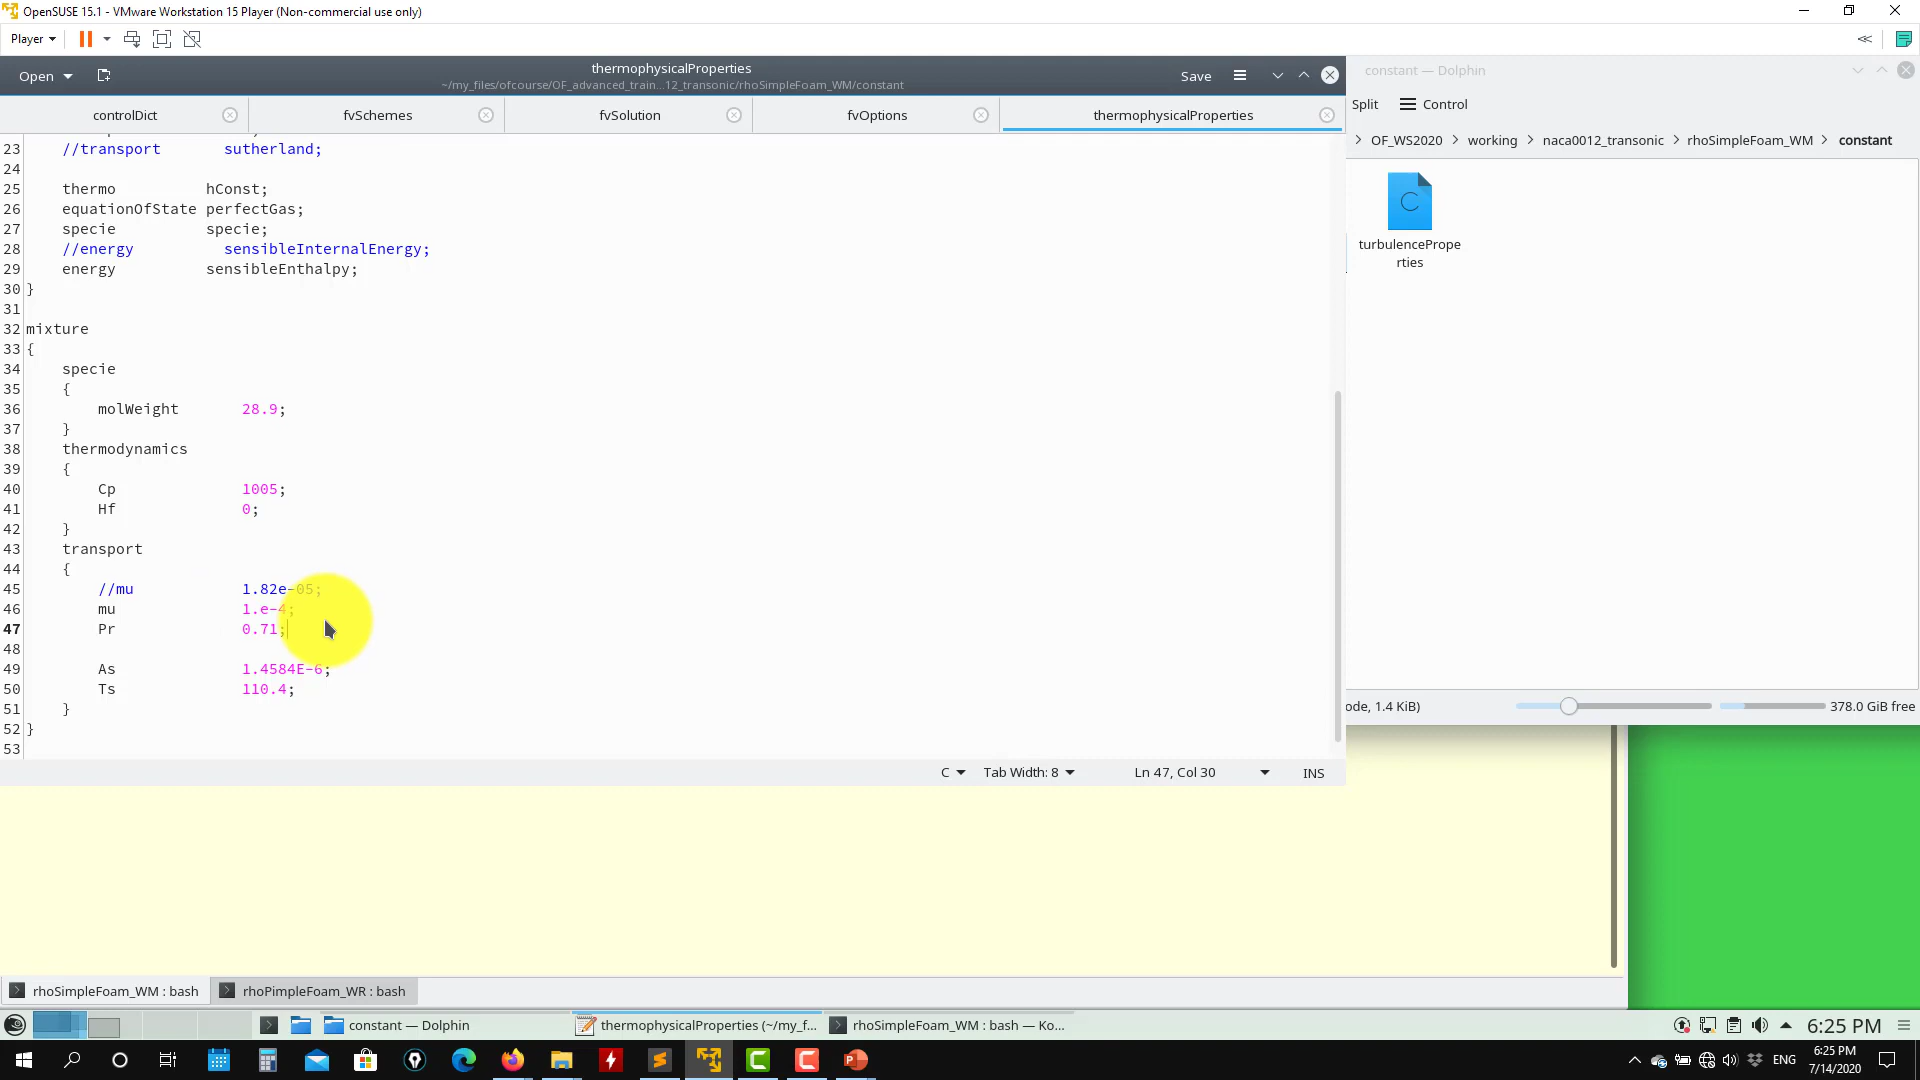 OpenSUSE 15.1 - VMware Workstation 15 Player (Non-commercial use only)
Player
Open
thermophysicalProperties
~/my_files/ofcourse/OF_advanced_train...12_transonic/rhoSimpleFoam_WM/constant
Save
controlDict
fvSchemes
fvSolution
fvOptions
thermophysicalProperties
23 //transport sutherland;
24
25 thermo hConst;
26 equationOfState perfectGas;
27 specie specie;
28 //energy sensibleInternalEnergy;
29 energy sensibleEnthalpy;
30 }
31
32 mixture
33 {
34 specie
35 {
36 molWeight 28.9;
37 }
38 thermodynamics
39 {
40 Cp 1005;
41 Hf 0;
42 }
43 transport
44 {
45 //mu 1.82e-05;
46 mu 1.e-4;
47 Pr 0.71;
48
49 As 1.4584E-6;
50 Ts 110.4;
51 }
52 }
53
C
Tab Width: 8
Ln 47, Col 30
INS
constant — Dolphin
Split
Control
OF_WS2020 > working > naca0012_transonic > rhoSimpleFoam_WM > constant
C
turbulencePrope
rties
ode, 1.4 KiB)
378.0 GiB free
rhoSimpleFoam_WM : bash
rhoPimpleFoam_WR : bash
constant — Dolphin
thermophysicalProperties (~/my_f...
rhoSimpleFoam_WM : bash — Ko...
6:25 PM
ENG
6:25 PM
7/14/2020